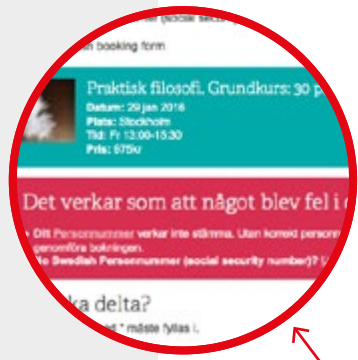 (social
booking form
Praktisk filosofi. Grundkurs: 30 p
Datum: 29 jan 2016
Plats: Stockholm
Tid: Fr 13:00-15:30
Pris: 975kr
Det verkar som att något blev fel i
Ditt Personnummer verkar inte stämma. Utan korrekt person
genomföra bokningen.
No Swedish Personnummer (social security number)?
ka delta?
* måste fyllas i.